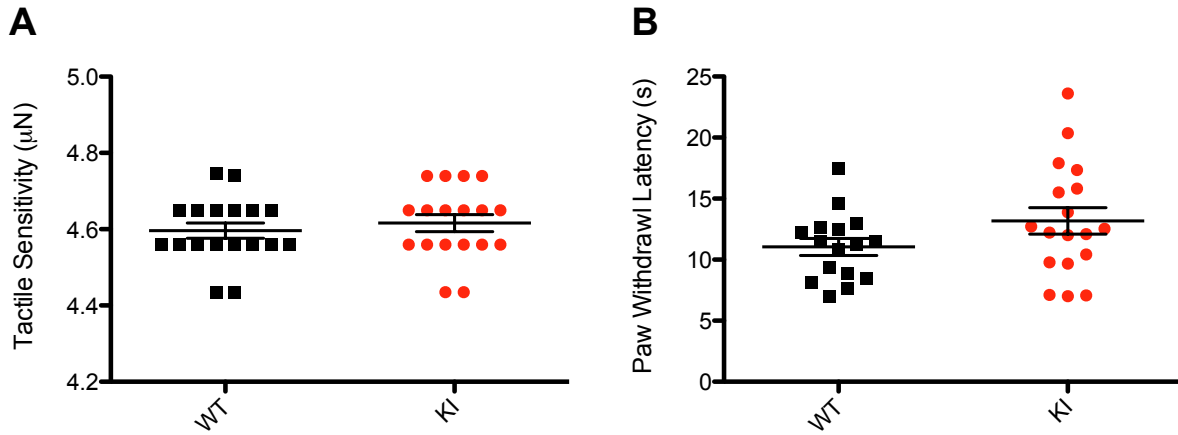 A
Tactile Sensitivity (μN)
5.0
4.8
4.6
4.4
4.2
WT
KI
B
Paw Withdrawl Latency (s)
25
20
15
10
5
0
WT
KI